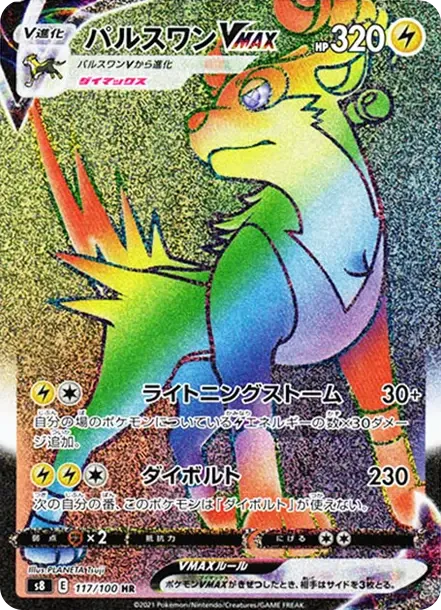 V進化
パルスワンVMAX
HP320
パルスワンVから進化
ダイマックス
ライトニングストーム 30+
自分の場のポケモンについているエネルギーの数×30ダメージ追加。
ダイボルト 230
次の自分の番、このポケモンは「ダイボルト」が使えない。
弱点 ×2 抵抗力 にげる
Illus. PLANETA Tsuji
VMAXルール
s8 E 117/100 HR
ポケモンVMAXがきぜつしたとき、相手はサイドを3枚とる。
©2021 Pokémon/Nintendo/Creatures/GAME FREAK.